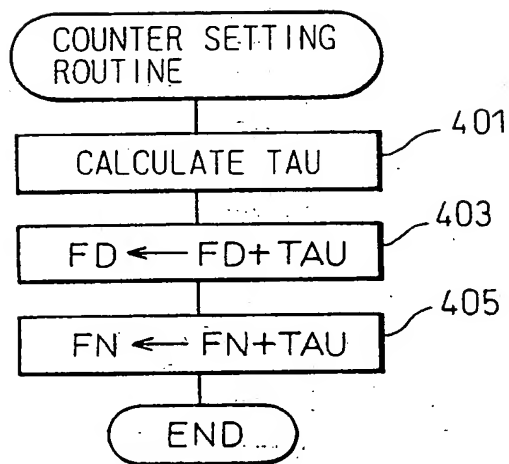 COUNTER SETTING
ROUTINE
401
CALCULATE TAU
403
FD ← FD+TAU
405
FN ← FN+TAU
END